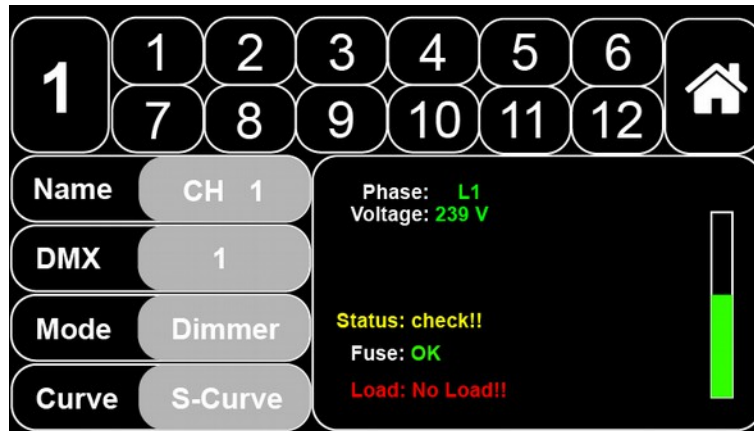 1
1 2 3 4 5 6
7 8 9 10 11 12
Name CH 1
DMX 1
Mode Dimmer
Curve S-Curve
Phase: L1
Voltage: 239 V
Status: check!!
Fuse: OK
Load: No Load!!